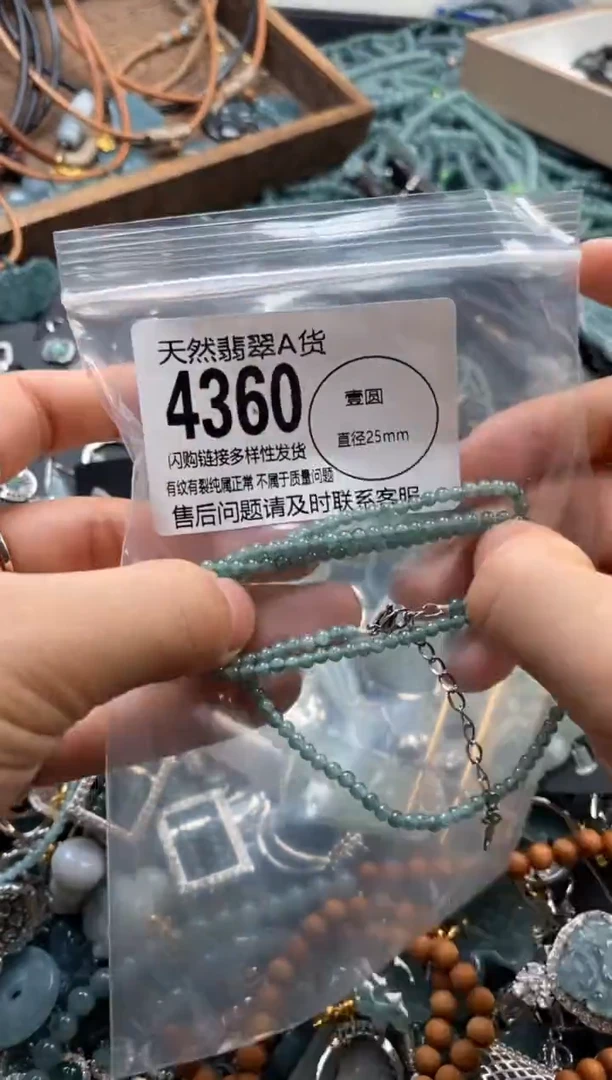 天然翡翠A货
4360
壹圆
直径25mm
闪购链接多样性发货
有纹有裂纯属正常 不属于质量问题
售后问题请及时联系客服